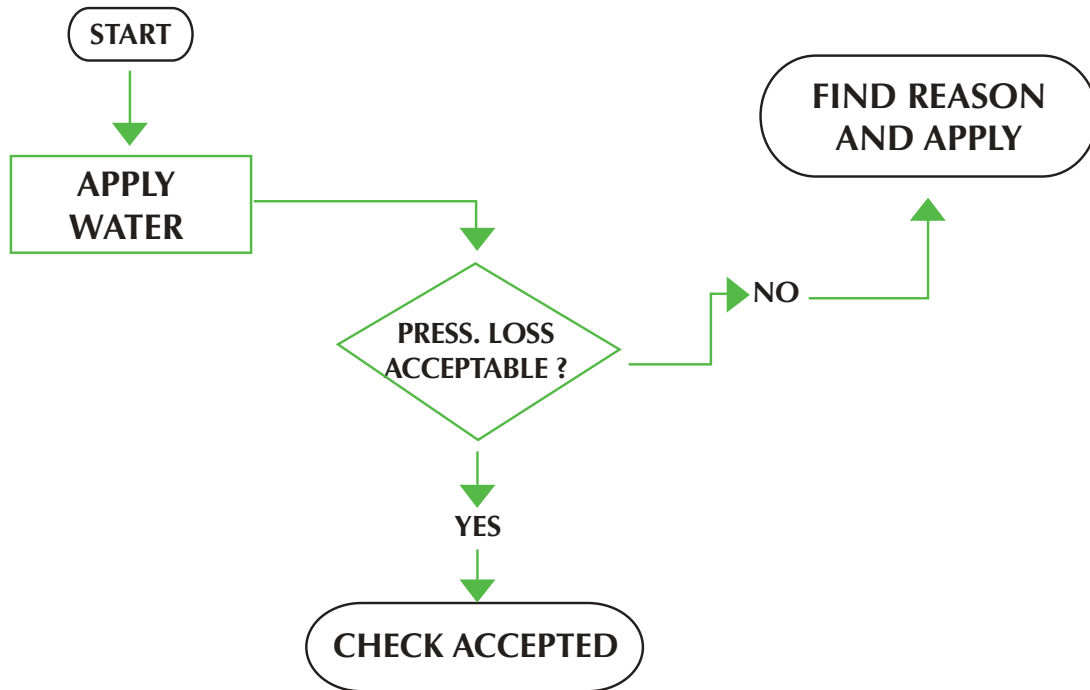 START
APPLY
WATER
PRESS. LOSS
ACCEPTABLE ?
NO
FIND REASON
AND APPLY
YES
CHECK ACCEPTED